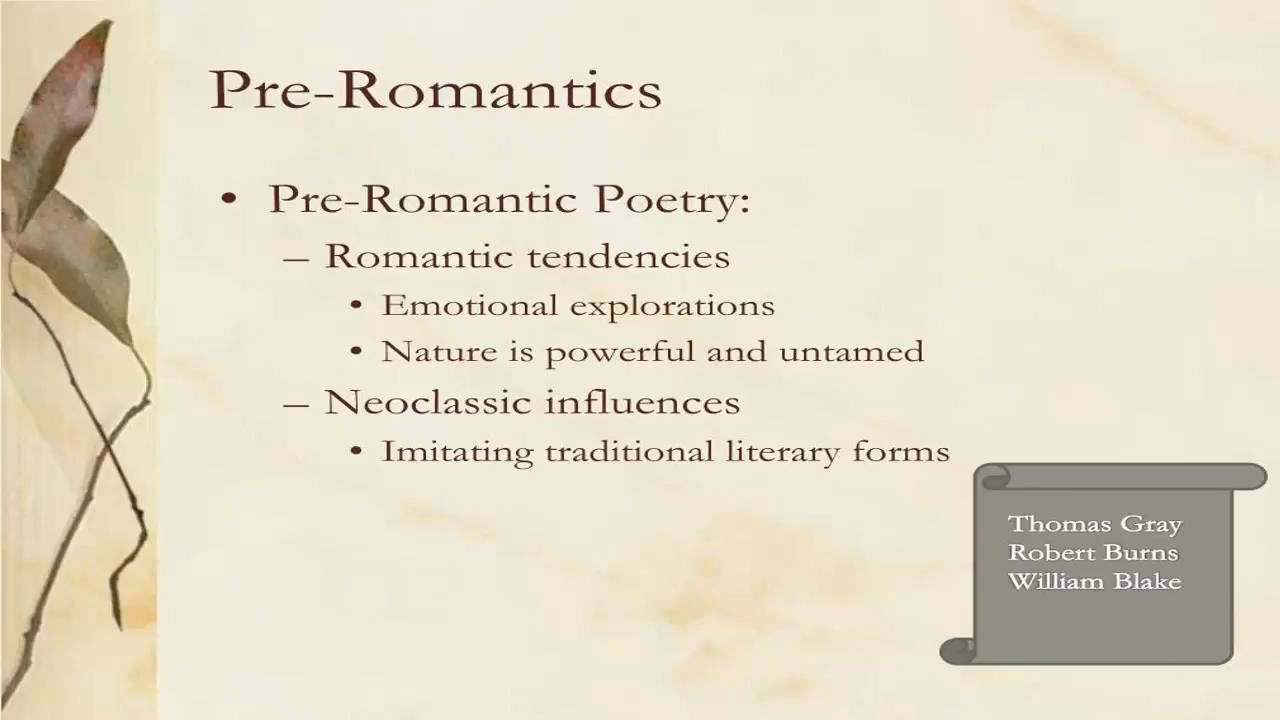 Pre-Romantics
• Pre-Romantic Poetry:
– Romantic tendencies
• Emotional explorations
• Nature is powerful and untamed
– Neoclassic influences
• Imitating traditional literary forms
Thomas Gray
Robert Burns
William Blake